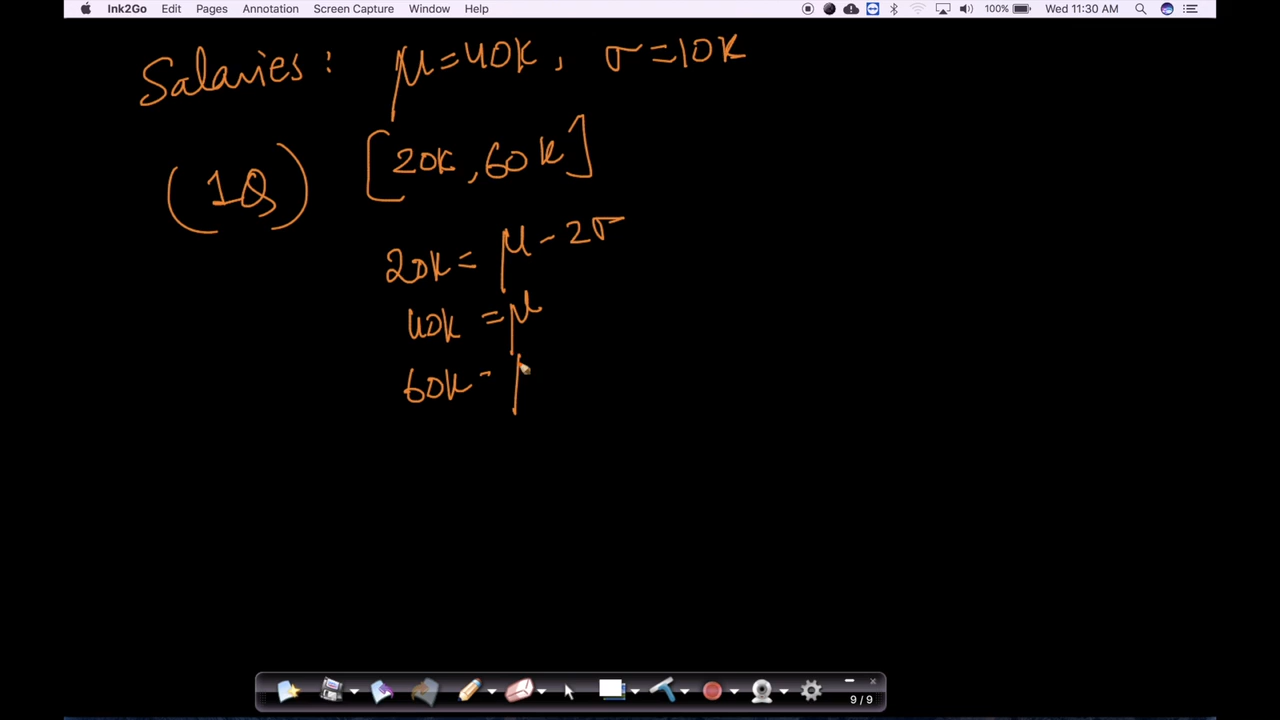 Ink2Go Edit Pages Annotation Screen Capture Window Help 100% Wed 11:30 AM
Salaries: μ=40K, σ=10K
(1Q) [20K, 60K]
20K = μ - 2σ
40K = μ
60K - μ
9/9